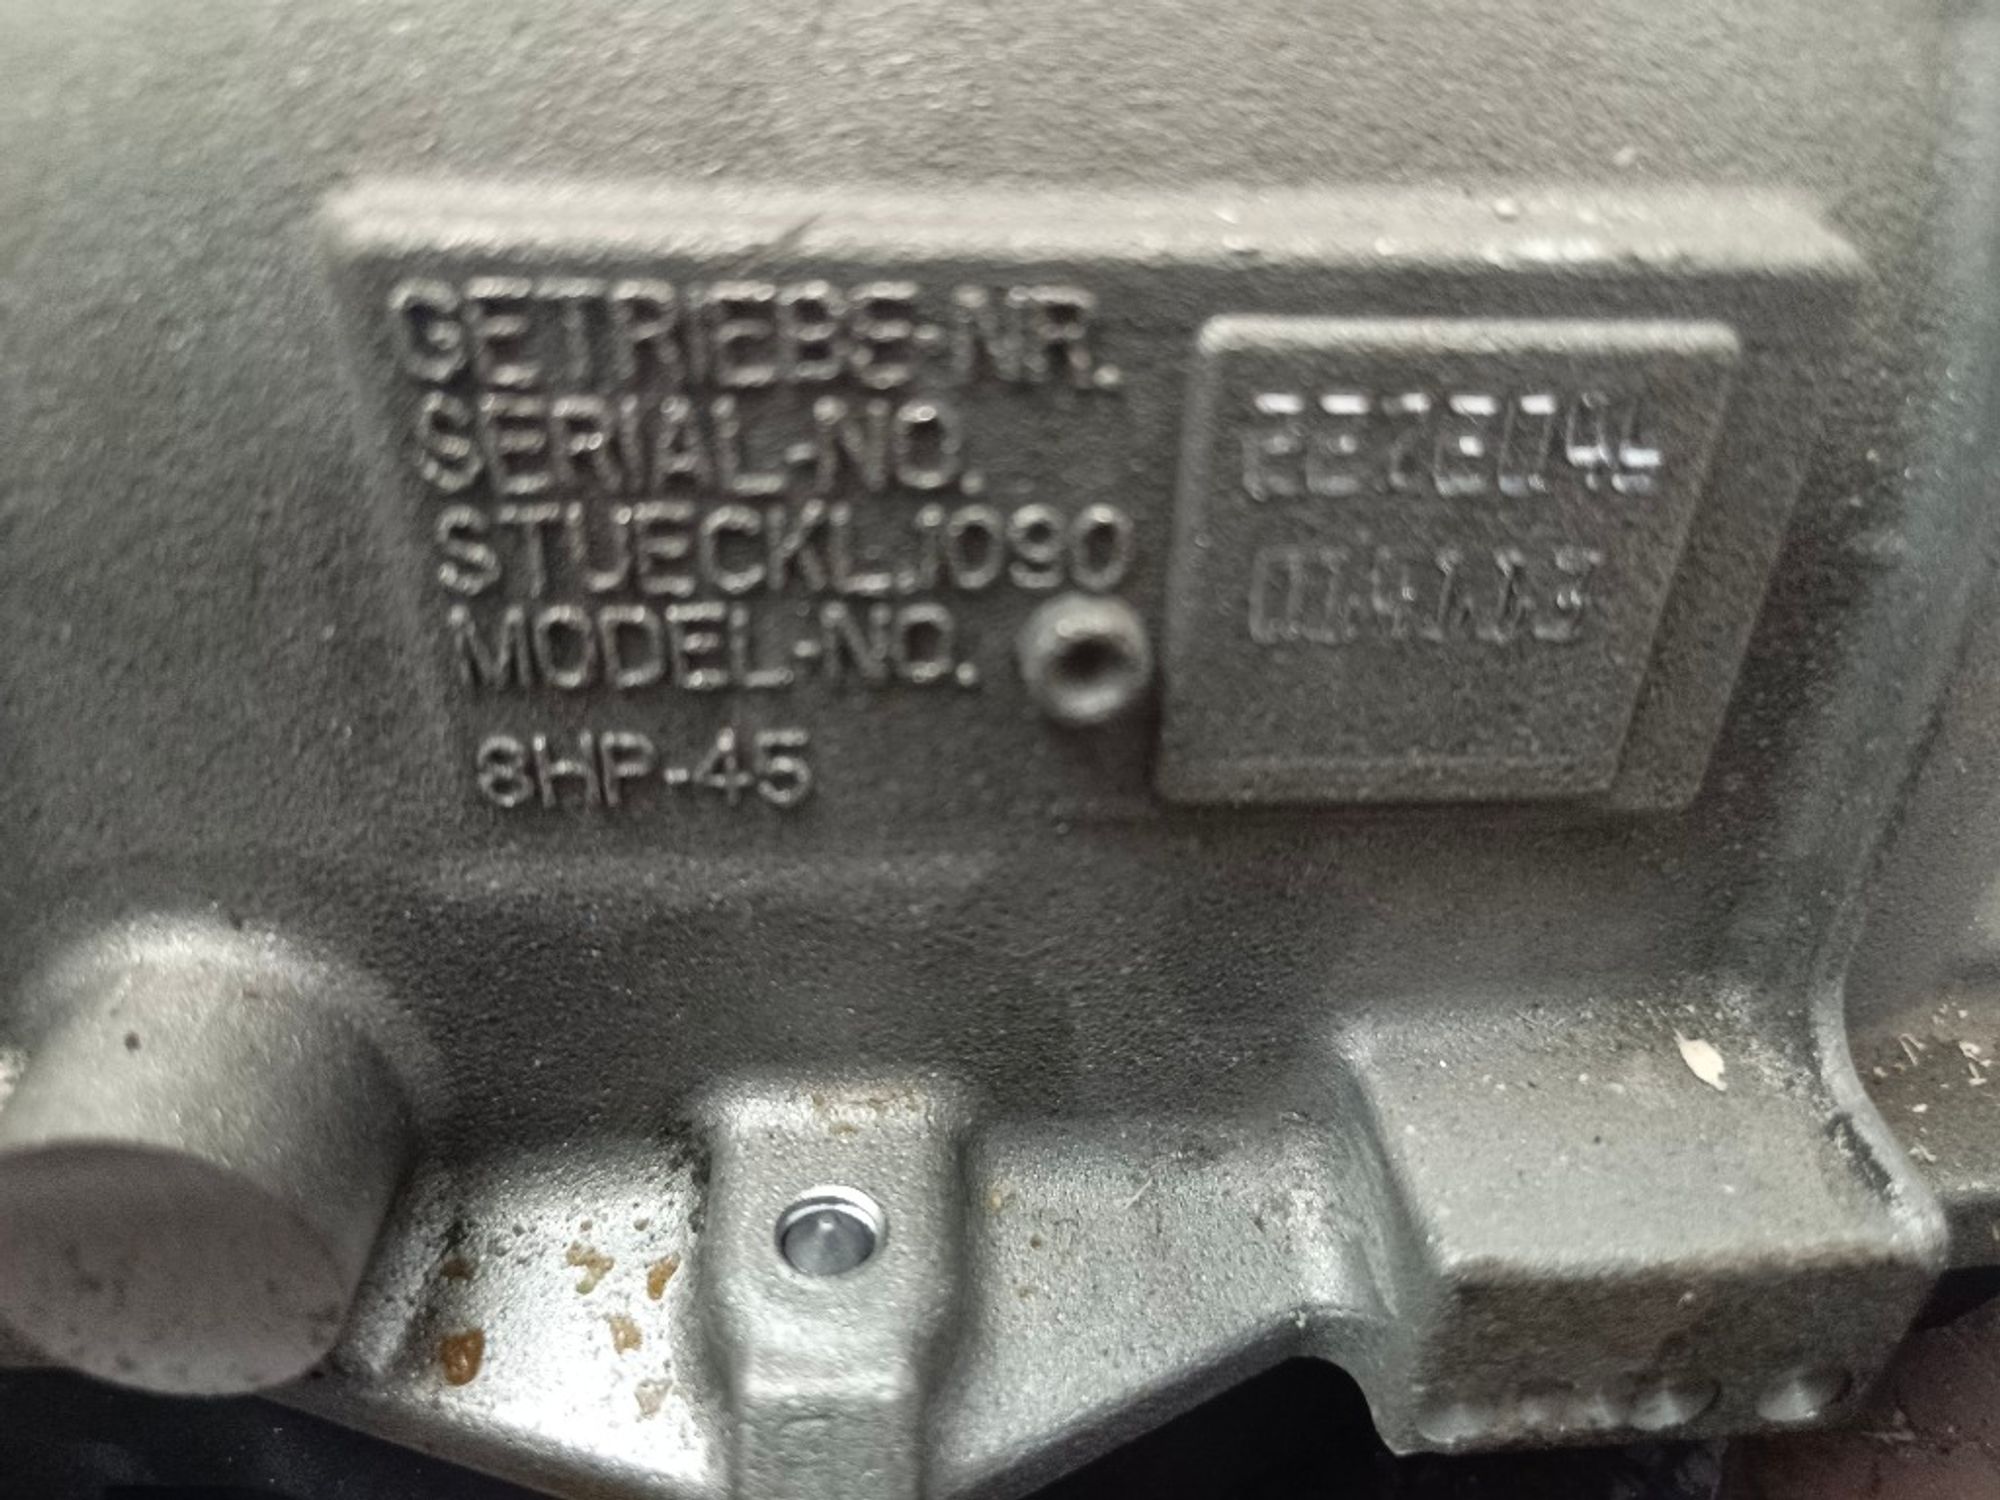 GETRIEBE-NR.
SERIAL-NO.
STUECKL.1090
MODEL-NO.
8HP-45